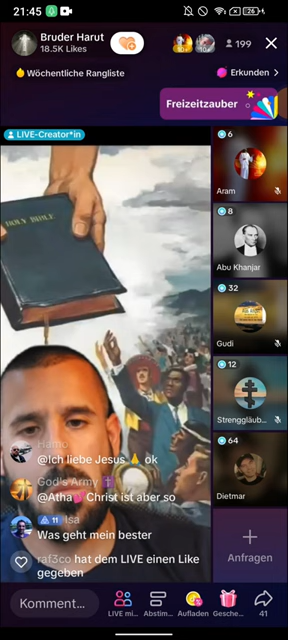 21:45
26
Bruder Harut
18.5K Likes
199
Wöchentliche Rangliste
Erkunden
Freizeitzauber
LIVE-Creator*in
6
Aram
8
Abu Khanjar
32
Gudi
12
Strenggläub...
64
Dietmar
Anfragen
HOLY BIBLE
Hamo
@Ich liebe Jesus 🙏 ok
God's Army
@Atha Christ ist aber so
11 Isa
Was geht mein bester
raf3co hat dem LIVE einen Like
gegeben
Komment...
LIVE mi...
Abstim...
Aufladen
Gesche...
41